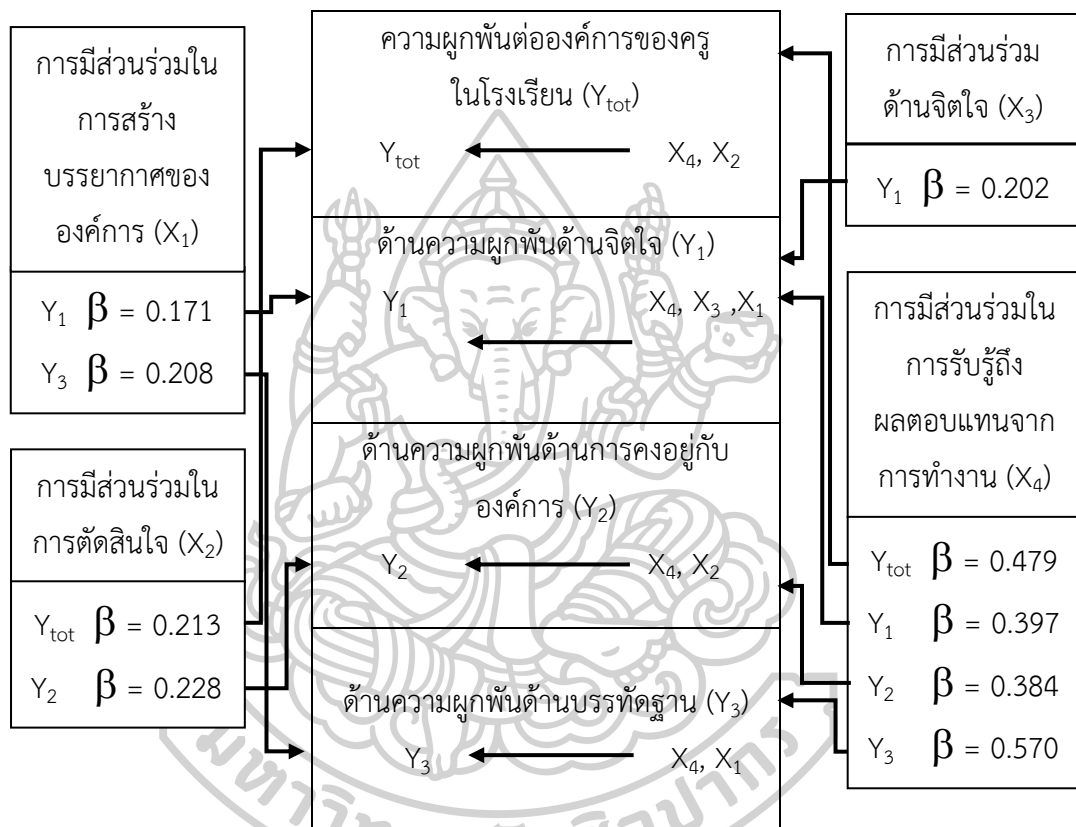 การมีส่วนร่วมใน
การสร้าง
บรรยากาศของ
องค์การ (X1)
Y1 β = 0.171
Y3 β = 0.208
การมีส่วนร่วมใน
การตัดสินใจ (X2)
Ytot β = 0.213
Y2 β = 0.228
ความผูกพันต่อองค์การของครู
ในโรงเรียน (Ytot)
Ytot X4, X2
ด้านความผูกพันด้านจิตใจ (Y1)
Y1 X4, X3 ,X1
ด้านความผูกพันด้านการคงอยู่กับ
องค์การ (Y2)
Y2 X4, X2
ด้านความผูกพันด้านบรรทัดฐาน (Y3)
Y3 X4, X1
การมีส่วนร่วม
ด้านจิตใจ (X3)
Y1 β = 0.202
การมีส่วนร่วมใน
การรับรู้ถึง
ผลตอบแทนจาก
การทำงาน (X4)
Ytot β = 0.479
Y1 β = 0.397
Y2 β = 0.384
Y3 β = 0.570